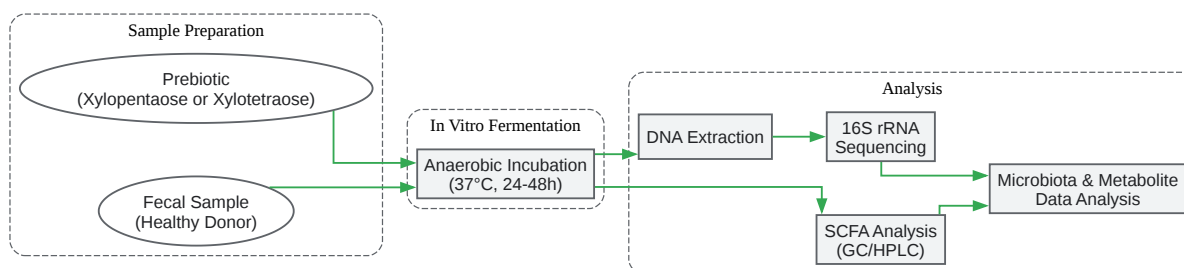 Sample Preparation
Prebiotic
(Xylopentaose or Xylotetraose)
Fecal Sample
(Healthy Donor)
In Vitro Fermentation
Anaerobic Incubation
(37°C, 24-48h)
Analysis
DNA Extraction
16S rRNA
Sequencing
SCFA Analysis
(GC/HPLC)
Microbiota & Metabolite
Data Analysis